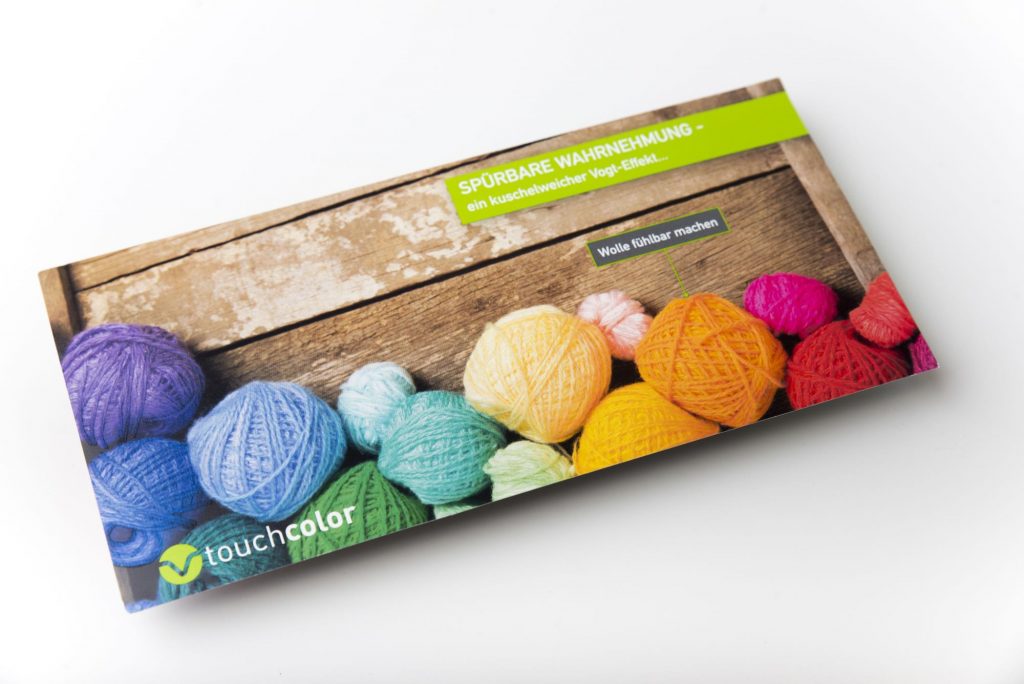 SPÜRBARE WAHRNEHMUNG -
ein kuschelweicher Vogt-Effekt...
Wolle fühlbar machen
touchcolor